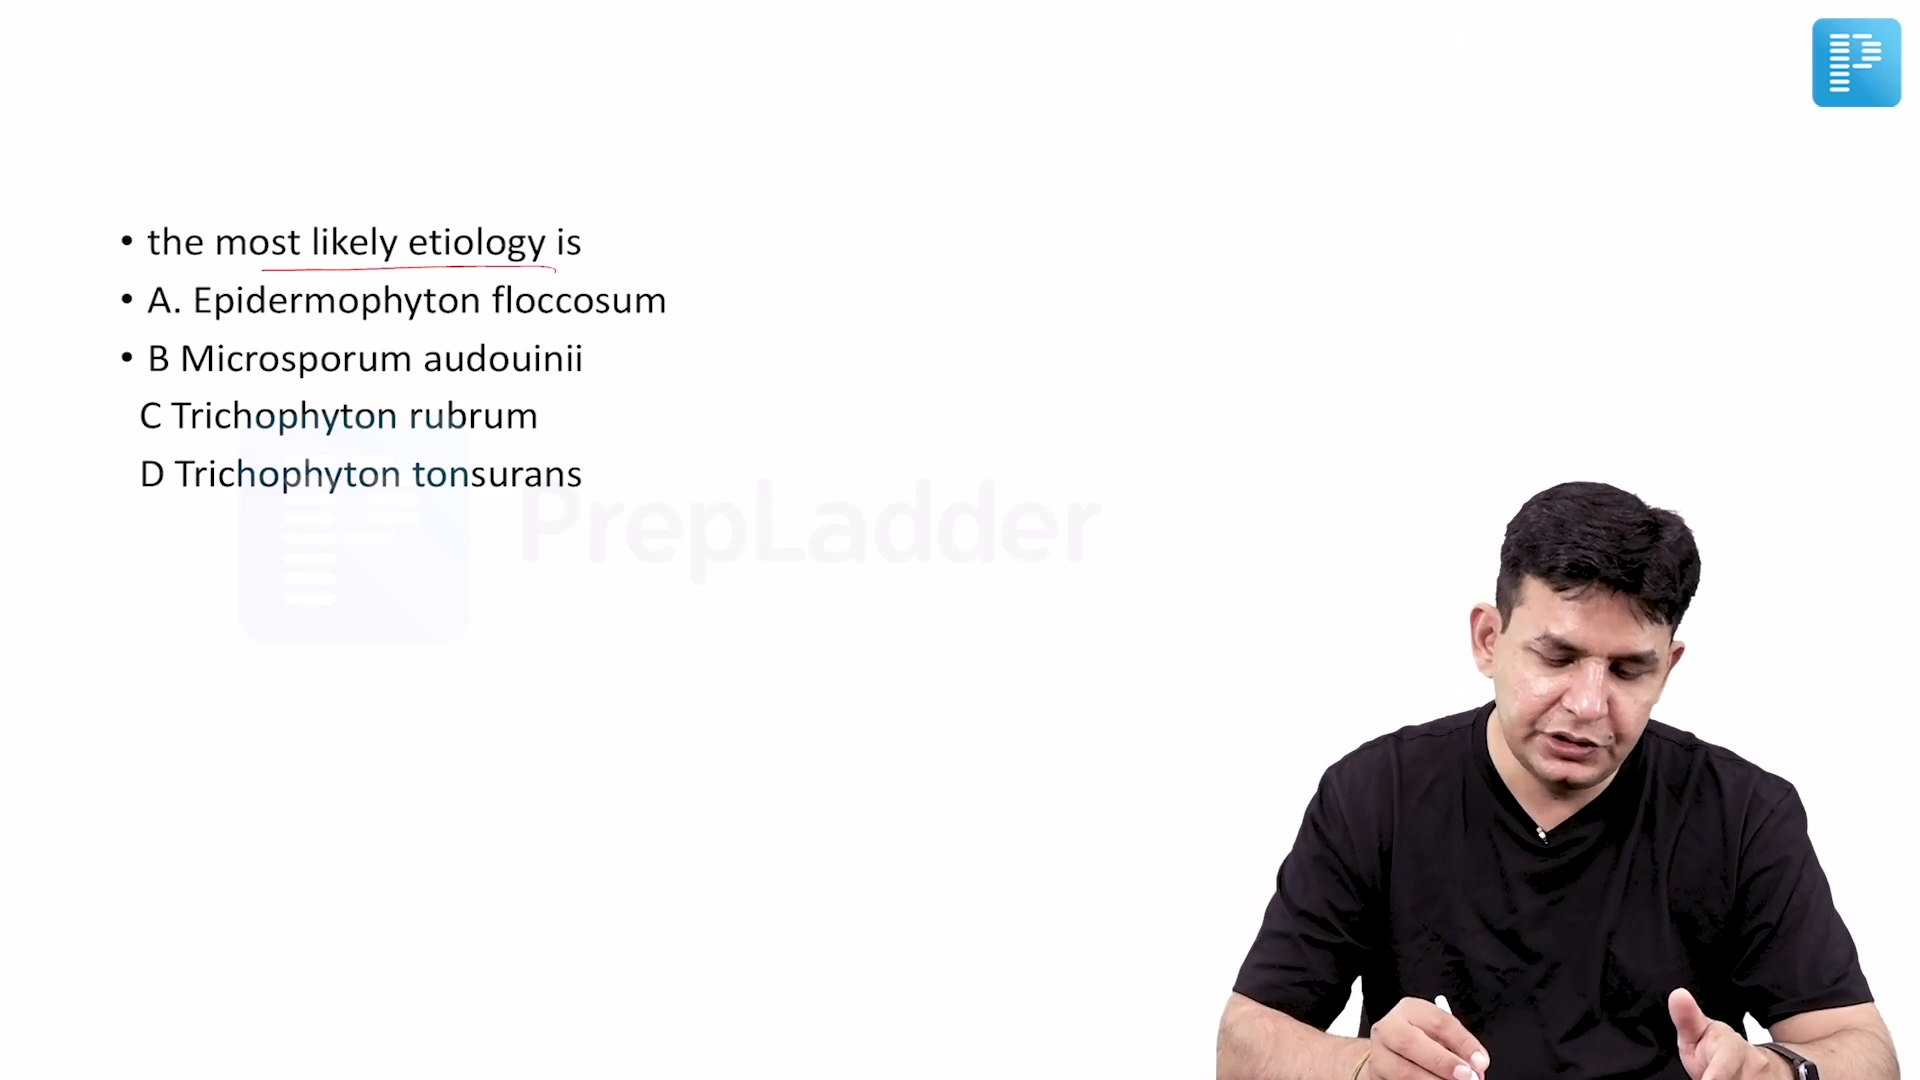 • the most likely etiology is
• A. Epidermophyton floccosum
• B Microsporum audouinii
C Trichophyton rubrum
D Trichophyton tonsurans
PrepLadder